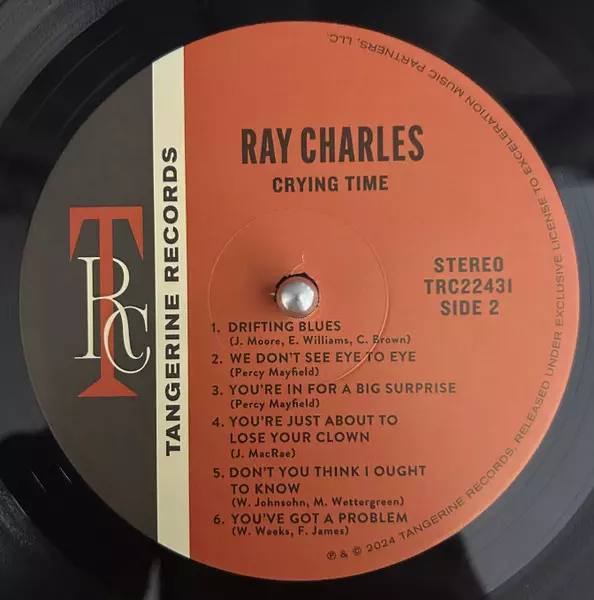 RAY CHARLES
CRYING TIME
TRC
TANGERINE RECORDS
STEREO
TRC22431
SIDE 2
1. DRIFTING BLUES
(J. Moore, E. Williams, C. Brown)
2. WE DON'T SEE EYE TO EYE
(Percy Mayfield)
3. YOU'RE IN FOR A BIG SURPRISE
(Percy Mayfield)
4. YOU'RE JUST ABOUT TO
LOSE YOUR CLOWN
(J. MacRae)
5. DON'T YOU THINK I OUGHT
TO KNOW
(W. Johnsohn, M. Wettergreen)
6. YOU'VE GOT A PROBLEM
(W. Weeks, F. James)
℗ & © 2024 TANGERINE RECORDS. RELEASED UNDER EXCLUSIVE LICENSE TO EXCELERATION MUSIC PARTNERS, LLC.